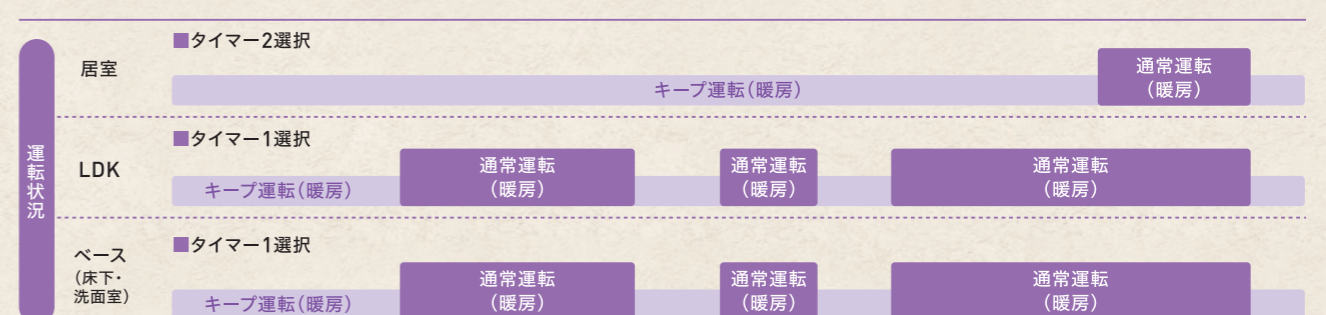 運転状況
居室
■タイマー2選択
キープ運転(暖房)
通常運転
(暖房)
LDK
■タイマー1選択
キープ運転(暖房)
通常運転
(暖房)
通常運転
(暖房)
通常運転
(暖房)
ベース
(床下・
洗面室)
■タイマー1選択
キープ運転(暖房)
通常運転
(暖房)
通常運転
(暖房)
通常運転
(暖房)